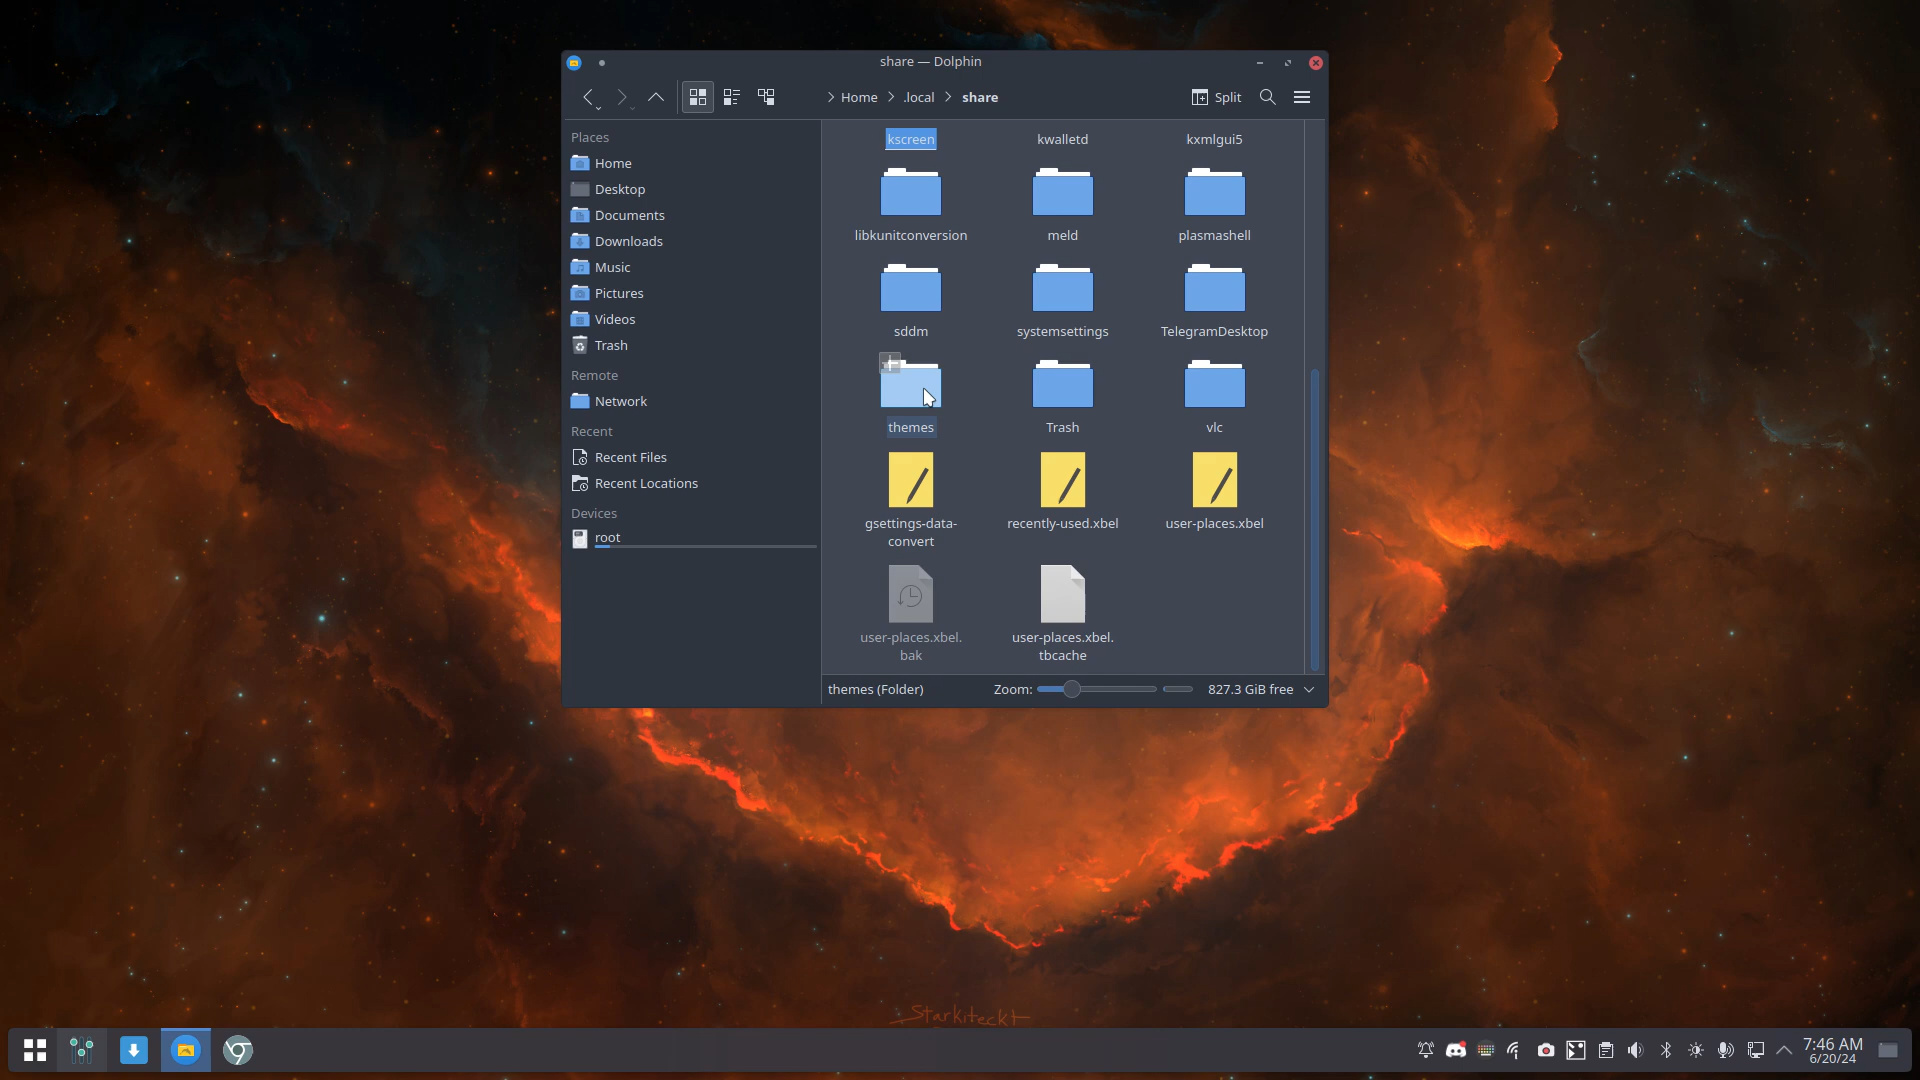 share — Dolphin
Home .local share
Split
Places
Home
Desktop
Documents
Downloads
Music
Pictures
Videos
Trash
Remote
Network
Recent
Recent Files
Recent Locations
Devices
root
kscreen kwalletd kxmlgui5
libkunitconversion meld plasmashell
sddm systemsettings TelegramDesktop
themes Trash vlc
gsettings-data-
convert
recently-used.xbel
user-places.xbel
user-places.xbel.
bak
user-places.xbel.
tbcache
themes (Folder) Zoom: 827.3 GiB free
Starkiteckt
7:46 AM
6/20/24